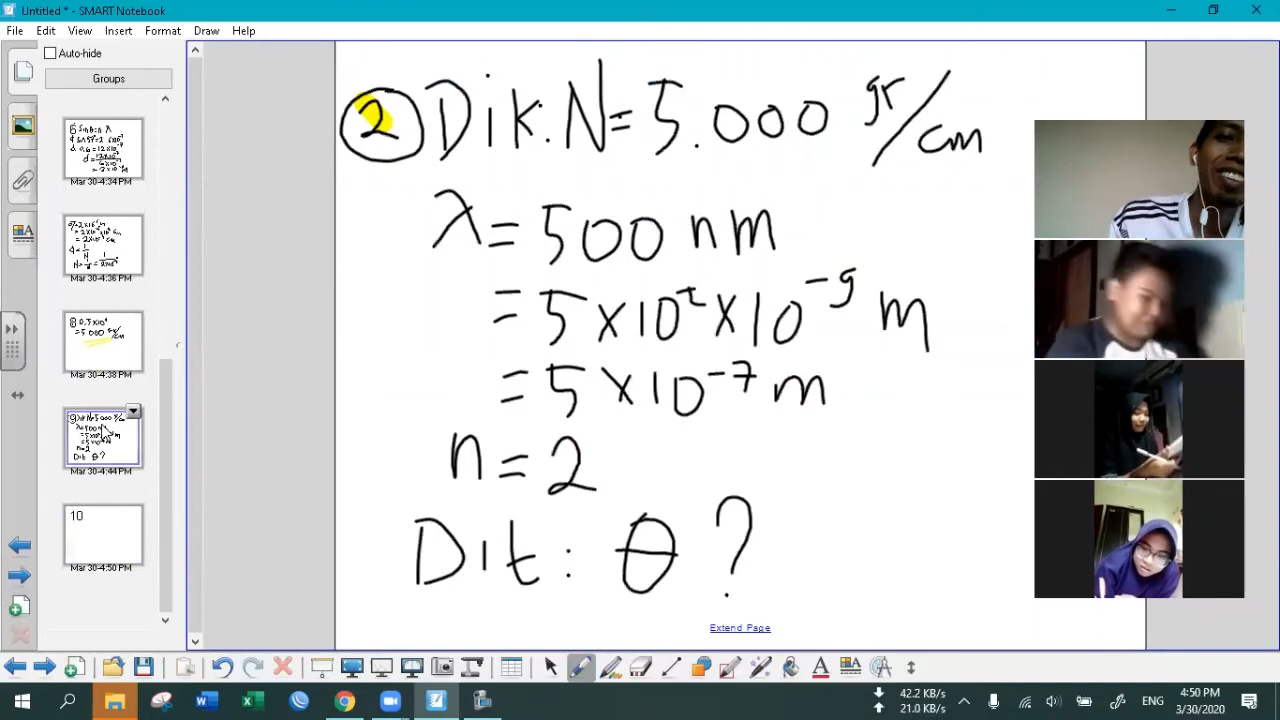 Untitled * - SMART Notebook
File Edit View Insert Format Draw Help
Auto-hide
Groups
Mar 30-4:34 PM
Mar 30-4:36 PM
Mar 30-4:38 PM
Mar 30-4:44 PM
10
Mar 30-4:50 PM
2 Dik. N = 5.000 gr/cm
λ = 500 nm
= 5 × 10² × 10⁻⁹ m
= 5 × 10⁻⁷ m
n = 2
Dit : θ ?
Extend Page
42.2 KB/s
21.0 KB/s
ENG
4:50 PM
3/30/2020